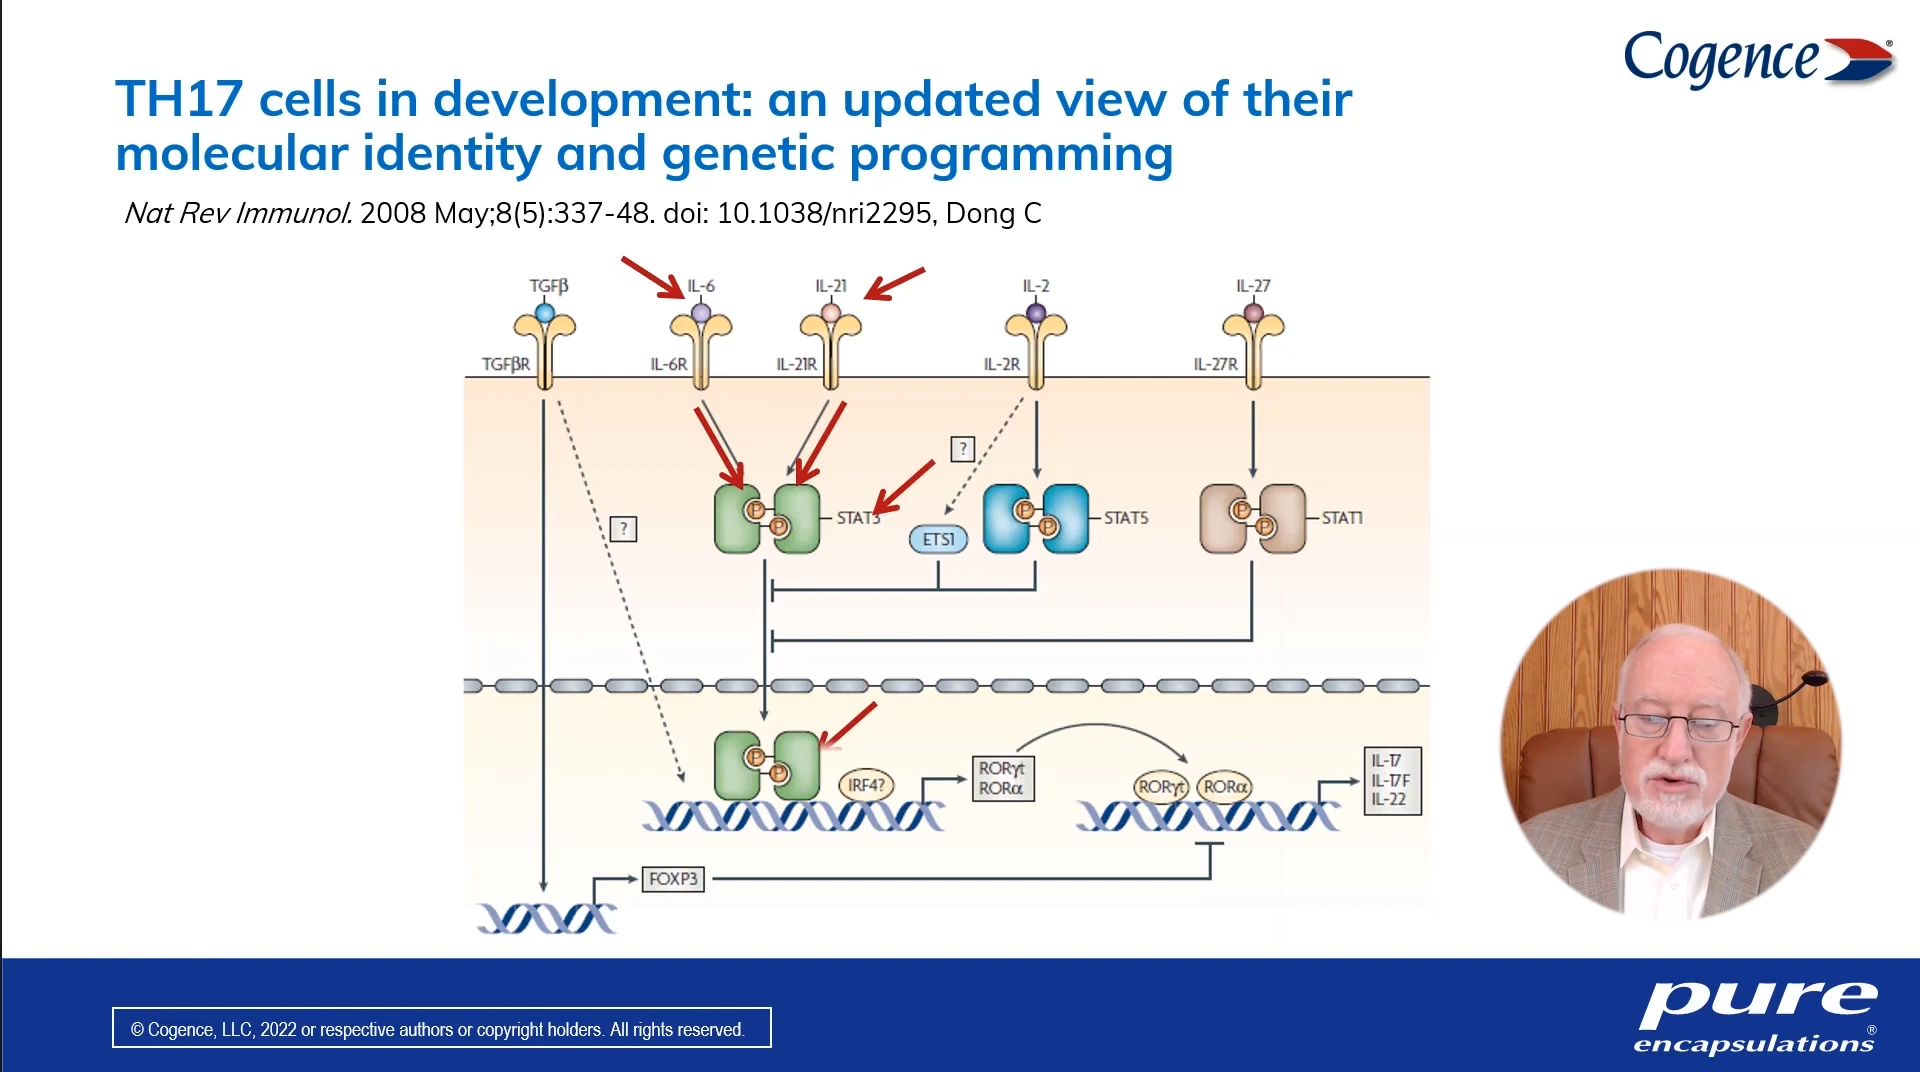 Cogence®
TH17 cells in development: an updated view of their
molecular identity and genetic programming
Nat Rev Immunol. 2008 May;8(5):337-48. doi: 10.1038/nri2295, Dong C
TGFβ
IL-6
IL-21
IL-2
IL-27
TGFβR
IL-6R
IL-21R
IL-2R
IL-27R
?
?
P
P
STAT3
ETS1
P
P
STAT5
P
P
STAT1
P
P
IRF4?
RORγt
RORα
RORγt
RORα
IL-17
IL-17F
IL-22
FOXP3
© Cogence, LLC, 2022 or respective authors or copyright holders. All rights reserved.
pure
encapsulations®